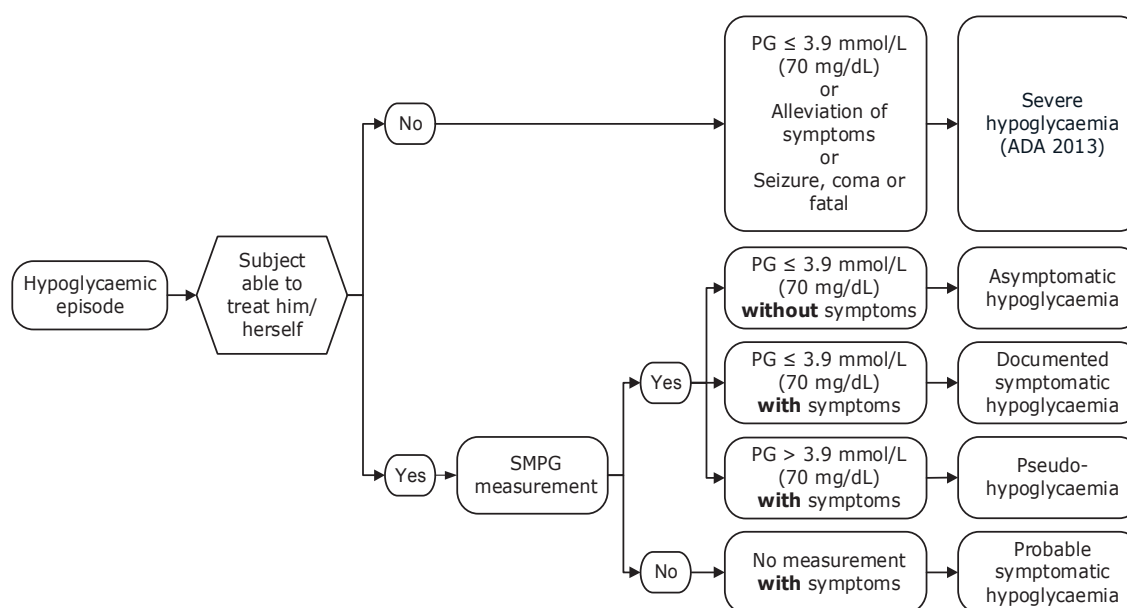 Hypoglycaemic
episode
Subject
able to
treat him/
herself
No
PG ≤ 3.9 mmol/L
(70 mg/dL)
or
Alleviation of
symptoms
or
Seizure, coma or
fatal
Severe
hypoglycaemia
(ADA 2013)
Yes
SMPG
measurement
Yes
PG ≤ 3.9 mmol/L
(70 mg/dL)
without symptoms
Asymptomatic
hypoglycaemia
PG ≤ 3.9 mmol/L
(70 mg/dL)
with symptoms
Documented
symptomatic
hypoglycaemia
PG > 3.9 mmol/L
(70 mg/dL)
with symptoms
Pseudo-
hypoglycaemia
No
No measurement
with symptoms
Probable
symptomatic
hypoglycaemia